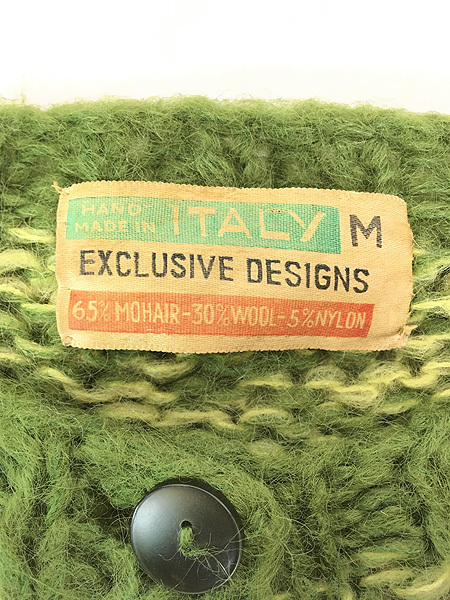 HAND MADE IN ITALY M
EXCLUSIVE DESIGNS
65% MOHAIR-30% WOOL-5% NYLON